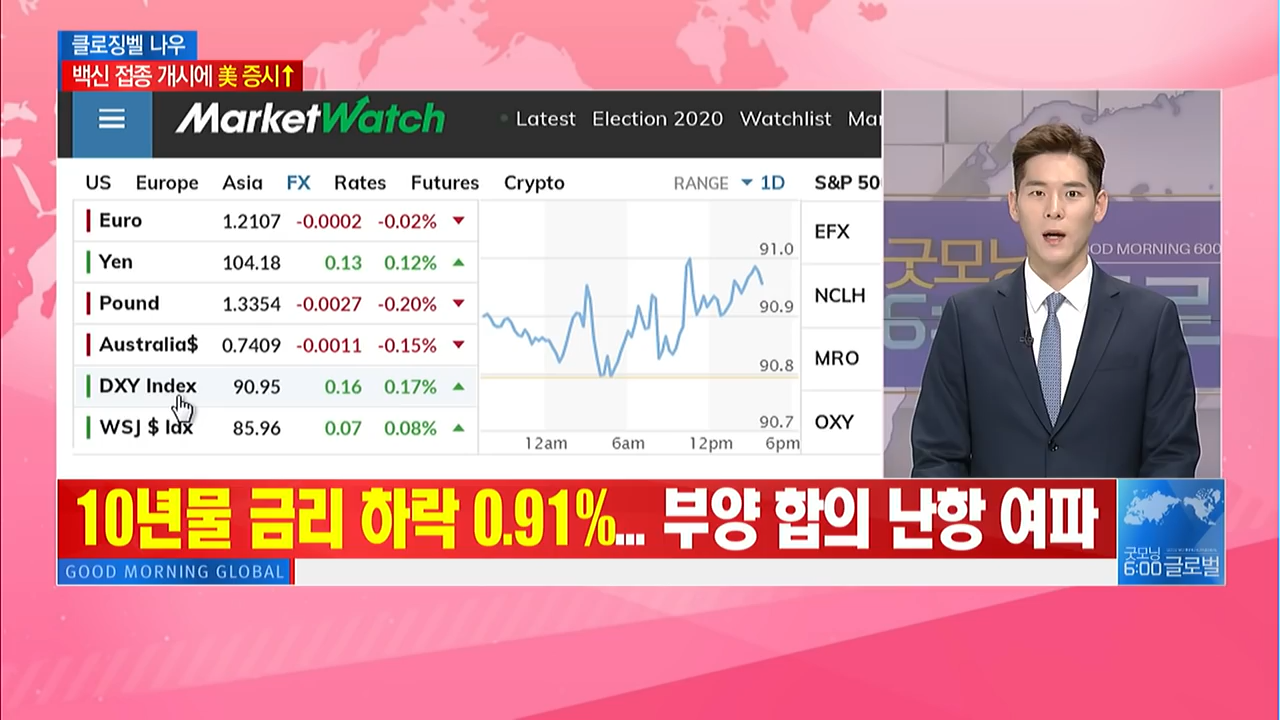 클로징벨 나우
백신 접종 개시에 美 증시↑
MarketWatch
Latest Election 2020 Watchlist Mar
US Europe Asia FX Rates Futures Crypto RANGE 1D S&P 50
Euro 1.2107 -0.0002 -0.02%
Yen 104.18 0.13 0.12%
Pound 1.3354 -0.0027 -0.20%
Australia$ 0.7409 -0.0011 -0.15%
DXY Index 90.95 0.16 0.17%
WSJ $ Idx 85.96 0.07 0.08%
91.0
90.9
90.8
90.7
12am 6am 12pm 6pm
EFX
NCLH
MRO
OXY
OOD MORNING 600
굿모닝
6:
10년물 금리 하락 0.91%... 부양 합의 난항 여파
GOOD MORNING GLOBAL
굿모닝
6:00 글로벌